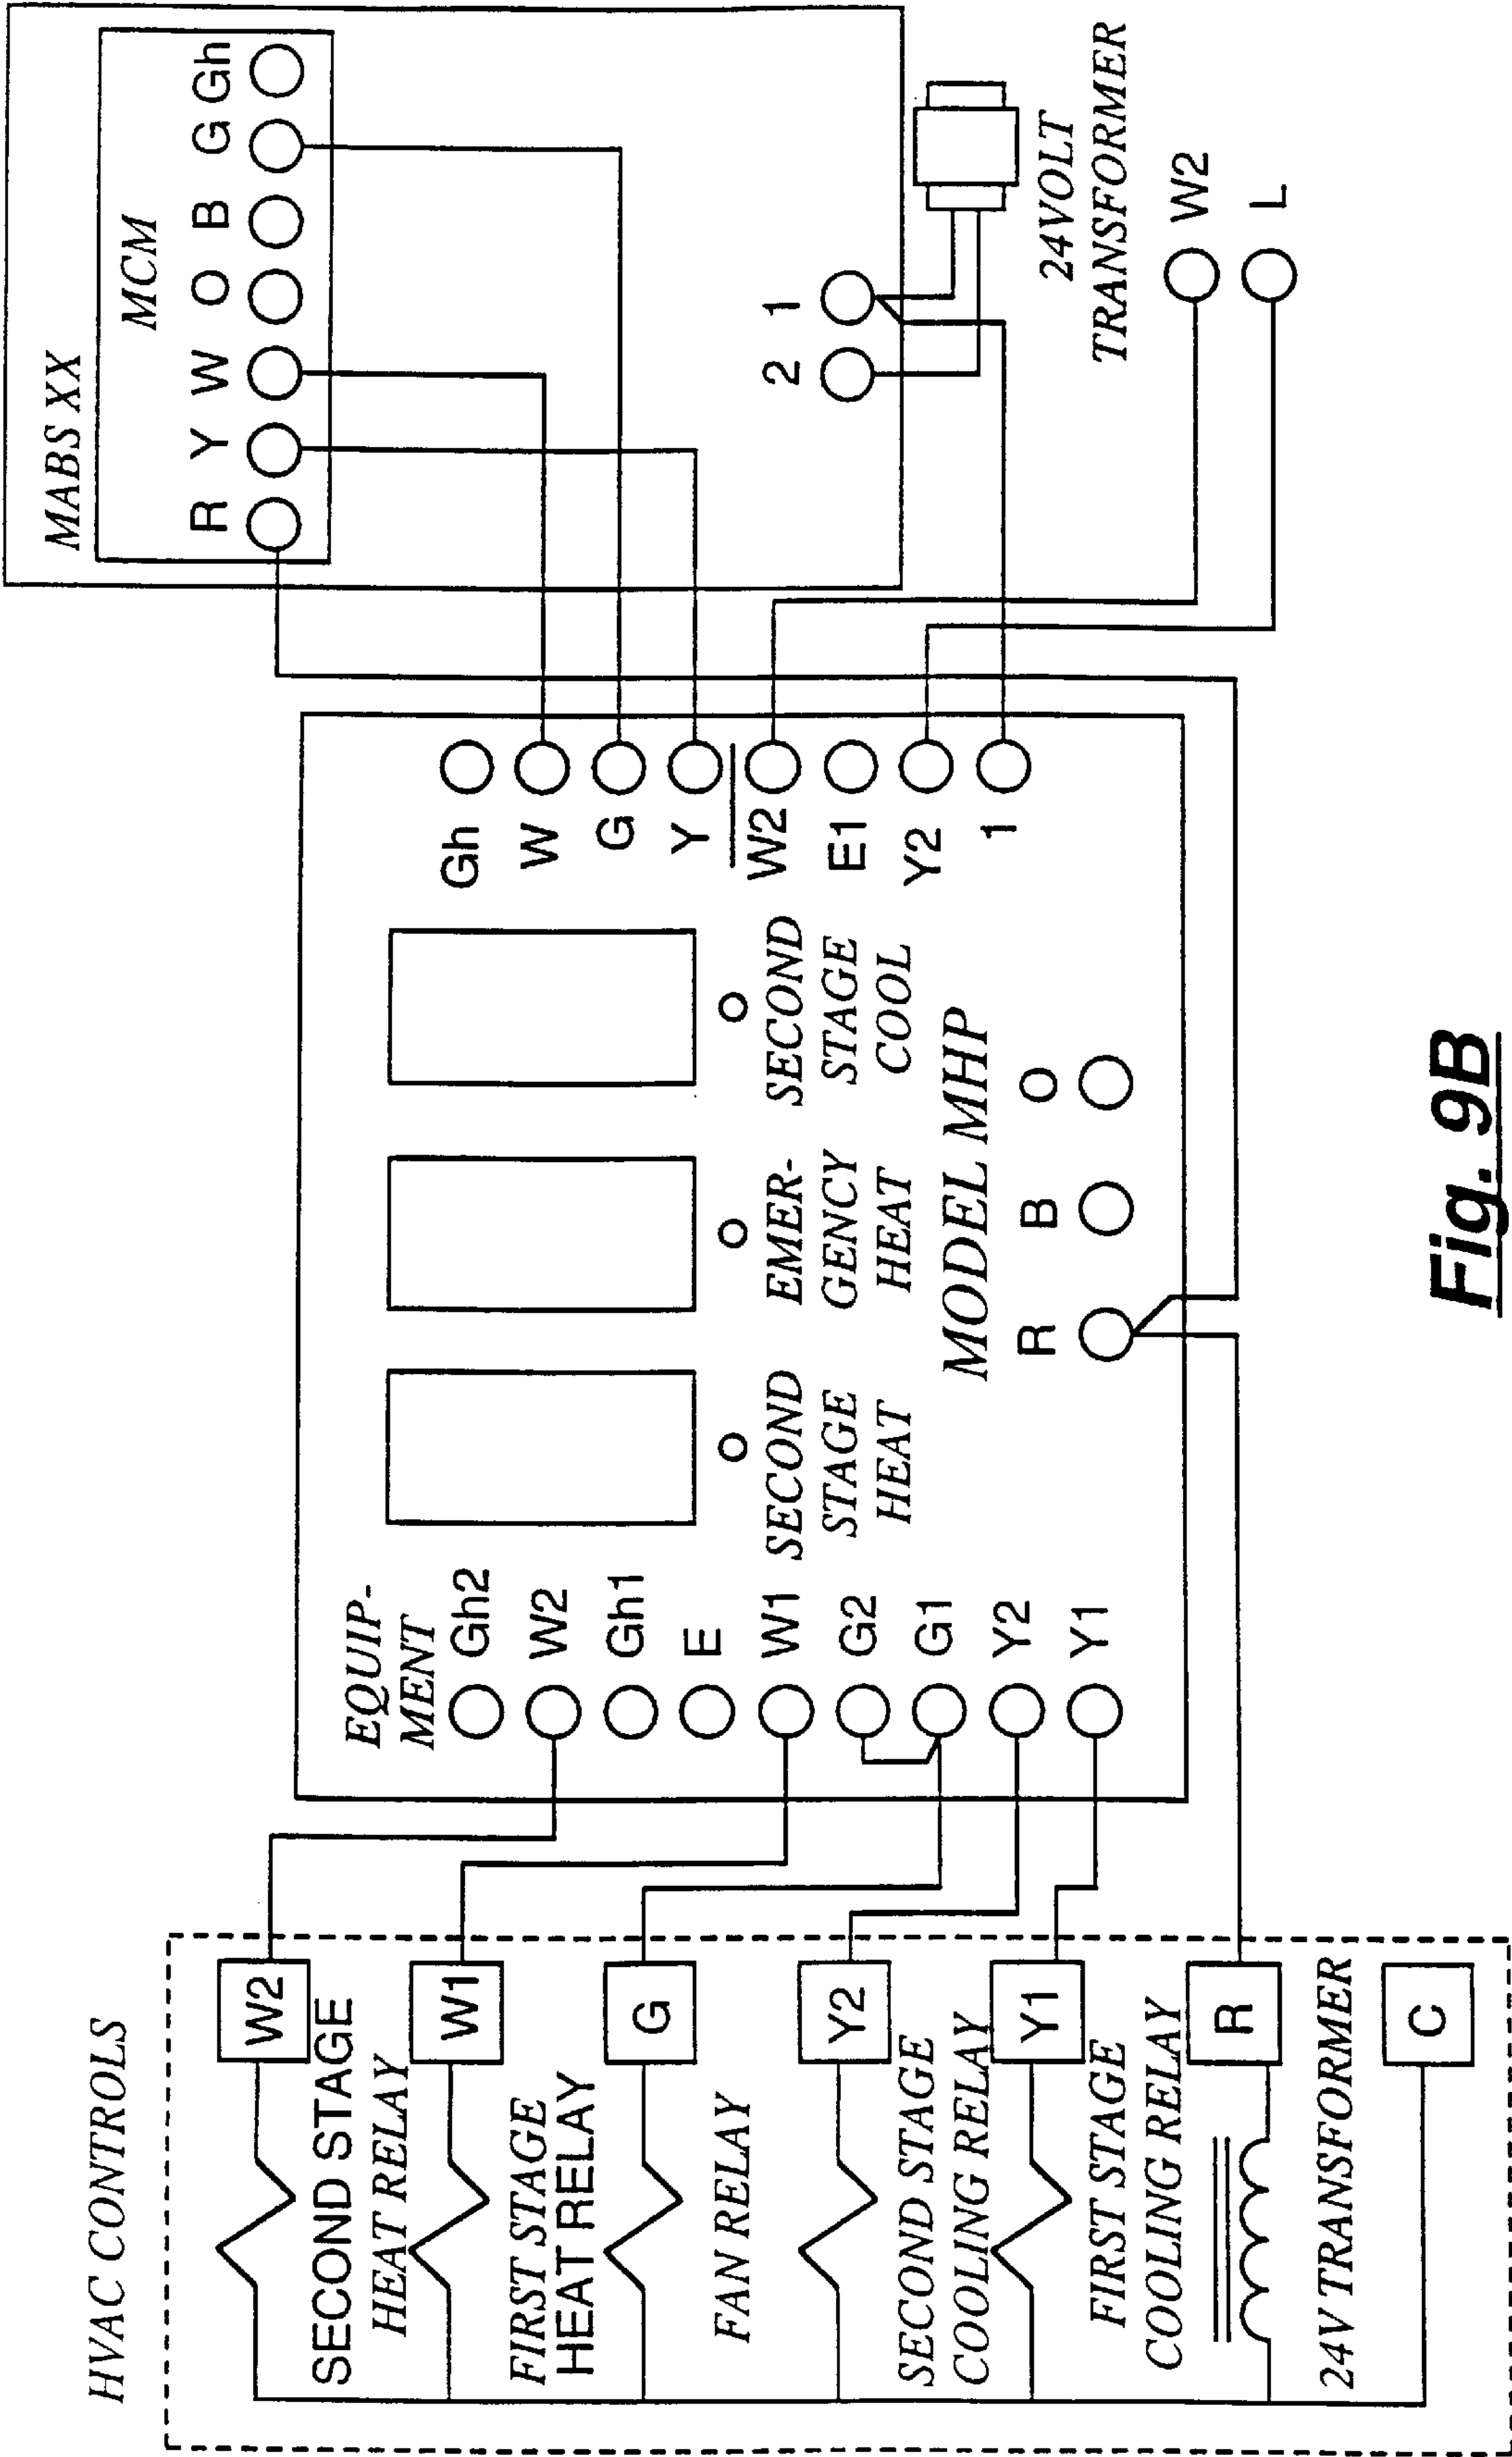 HVAC CONTROLS
W2
SECOND STAGE
HEAT RELAY
W1
FIRST STAGE
HEAT RELAY
G
FAN RELAY
Y2
SECOND STAGE
COOLING RELAY
Y1
FIRST STAGE
COOLING RELAY
R
24V TRANSFORMER
C
EQUIP-
MENT
Gh2
W2
Gh1
E
W1
G2
G1
Y2
Y1
SECOND
STAGE
HEAT
EMER-
GENCY
HEAT
SECOND
STAGE
COOL
MODEL MHP
R B O
Gh
W
G
Y
W2
E1
Y2
1
MABS XX
MCM
R Y W O B G Gh
2 1
24VOLT
TRANSFORMER
W2
L
Fig. 9B